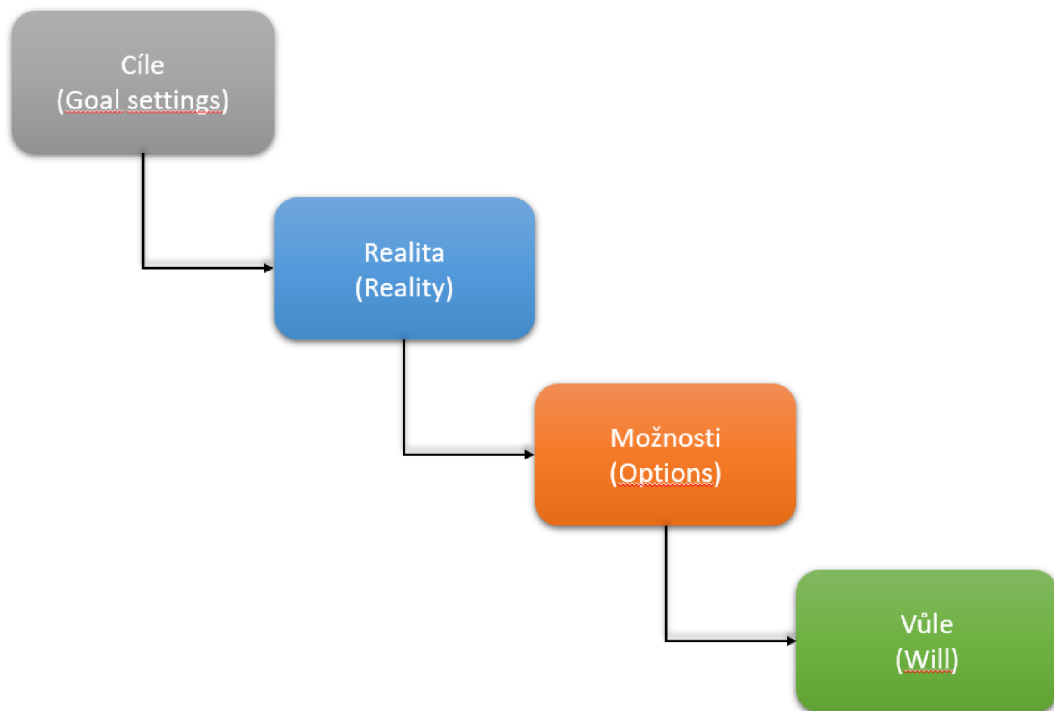 Cíle
(Goal settings)
Realita
(Reality)
Možnosti
(Options)
Vůle
(Will)